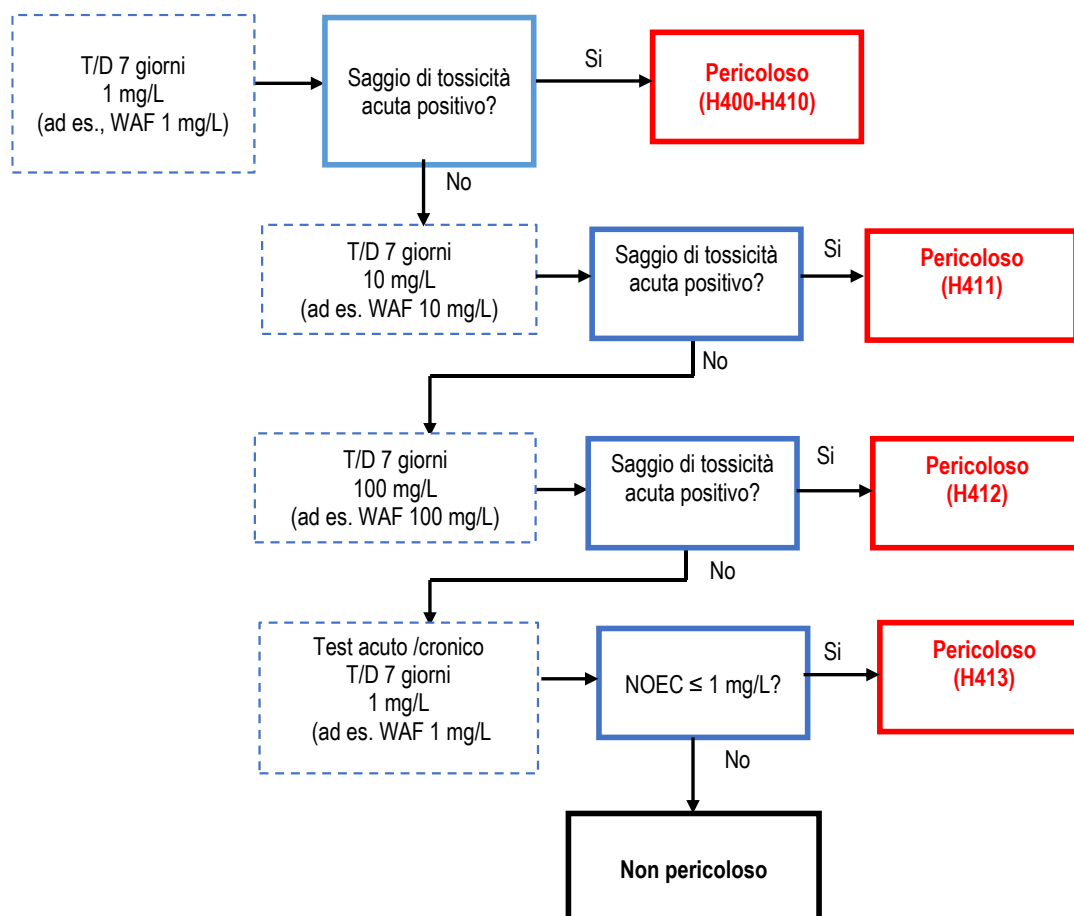 T/D 7 giorni
1 mg/L
(ad es., WAF 1 mg/L)
Saggio di tossicità
acuta positivo?
Si
Pericoloso
(H400-H410)
No
T/D 7 giorni
10 mg/L
(ad es. WAF 10 mg/L)
Saggio di tossicità
acuta positivo?
Si
Pericoloso
(H411)
No
T/D 7 giorni
100 mg/L
(ad es. WAF 100 mg/L)
Saggio di tossicità
acuta positivo?
Si
Pericoloso
(H412)
No
Test acuto /cronico
T/D 7 giorni
1 mg/L
(ad es. WAF 1 mg/L
NOEC ≤ 1 mg/L?
Si
Pericoloso
(H413)
No
Non pericoloso